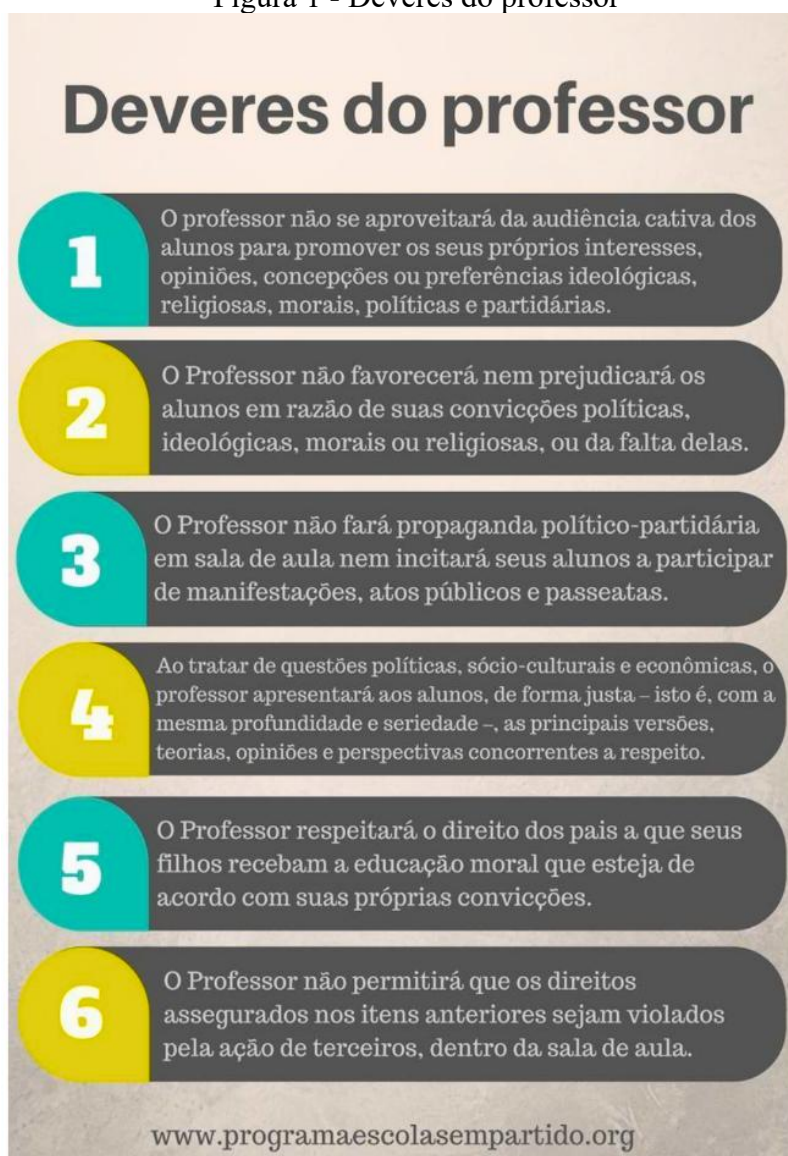 Figura 1 - Deveres do professor
Deveres do professor
1
O professor não se aproveitará da audiência cativa dos
alunos para promover os seus próprios interesses,
opiniões, concepções ou preferências ideológicas,
religiosas, morais, políticas e partidárias.
2
O Professor não favorecerá nem prejudicará os
alunos em razão de suas convicções políticas,
ideológicas, morais ou religiosas, ou da falta delas.
3
O Professor não fará propaganda político-partidária
em sala de aula nem incitará seus alunos a participar
de manifestações, atos públicos e passeatas.
4
Ao tratar de questões políticas, sócio-culturais e econômicas, o
professor apresentará aos alunos, de forma justa – isto é, com a
mesma profundidade e seriedade –, as principais versões,
teorias, opiniões e perspectivas concorrentes a respeito.
5
O Professor respeitará o direito dos pais a que seus
filhos recebam a educação moral que esteja de
acordo com suas próprias convicções.
6
O Professor não permitirá que os direitos
assegurados nos itens anteriores sejam violados
pela ação de terceiros, dentro da sala de aula.
www.programaescolasempartido.org